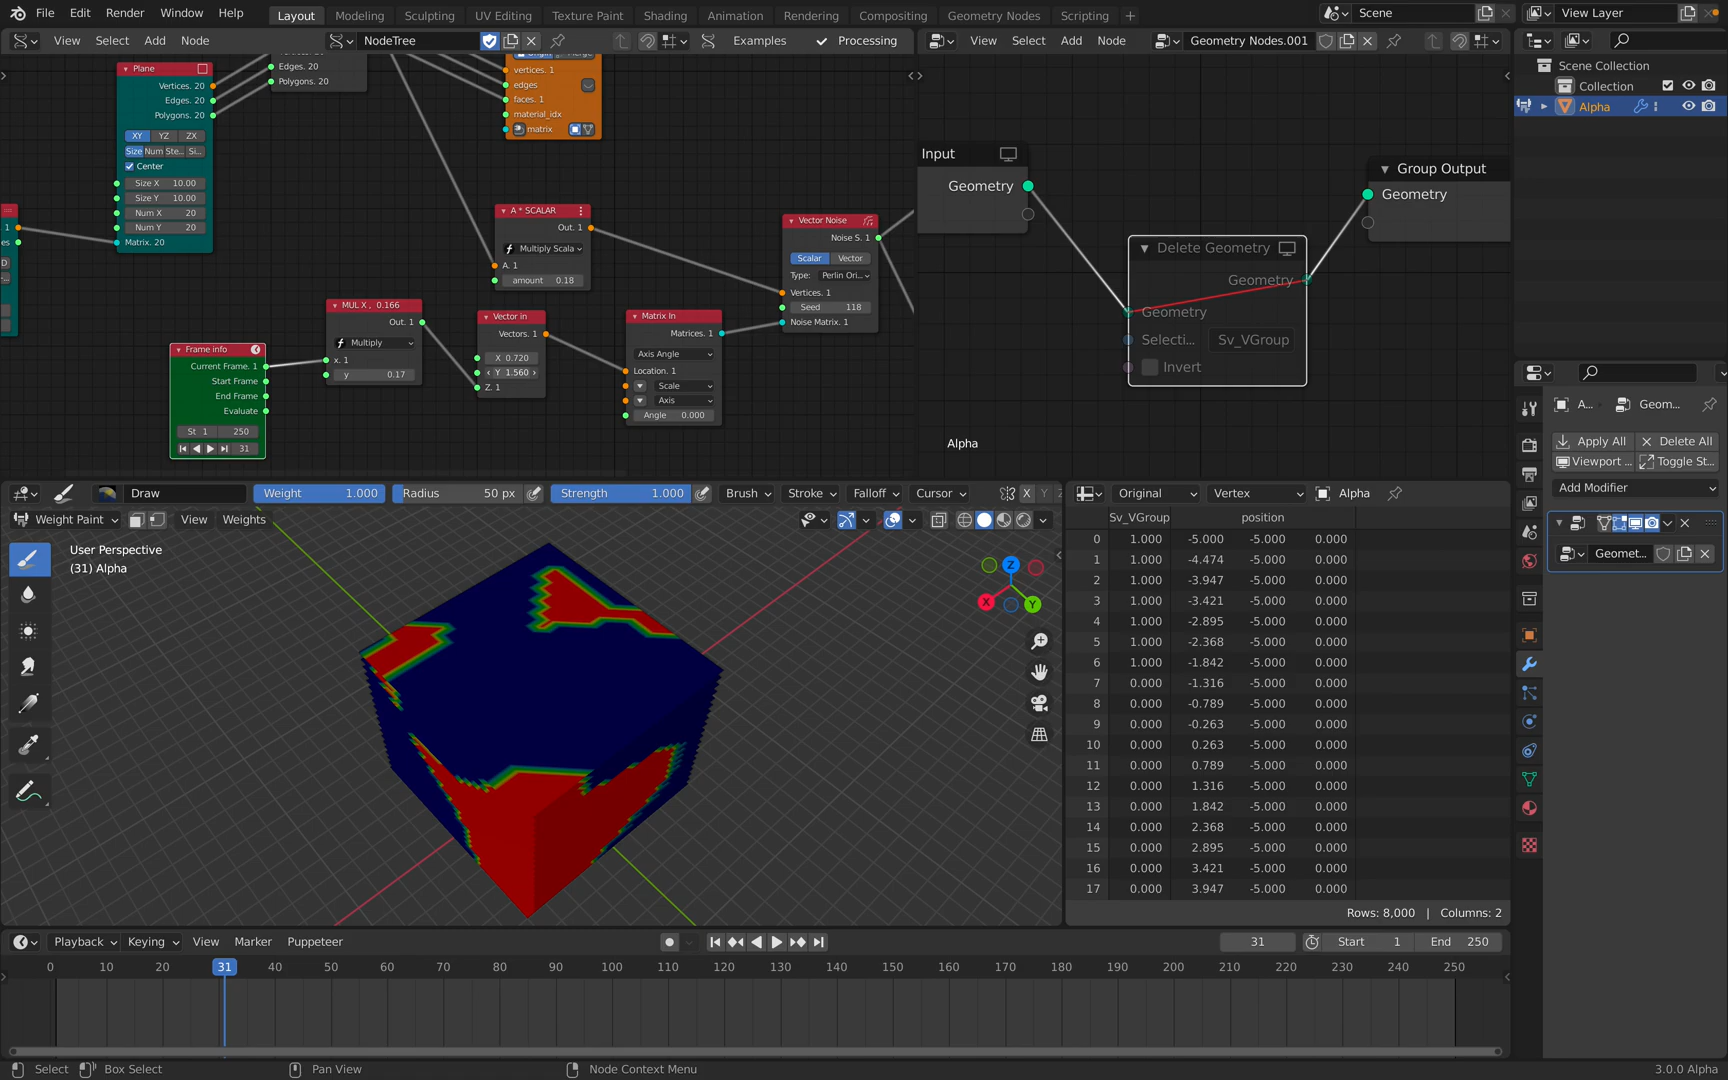 File Edit Render Window Help Layout Modeling Sculpting UV Editing Texture Paint Shading Animation Rendering Compositing Geometry Nodes Scripting + Scene View Layer
View Select Add Node NodeTree Examples Processing
View Select Add Node Geometry Nodes.001
Scene Collection
Collection
Alpha
Plane
Vertices. 20
Edges. 20
Polygons. 20
XY YZ ZX
Size Num Ste... Si...
Center
Size X 10.00
Size Y 10.00
Num X 20
Num Y 20
Matrix. 20
Edges. 20
Polygons. 20
vertices. 1
edges
faces. 1
material_idx
matrix
A * SCALAR
Out. 1
Multiply Scala
A. 1
amount 0.18
Vector Noise
Noise S. 1
Scalar Vector
Type: Perlin Ori...
Vertices. 1
Seed 118
Noise Matrix. 1
MUL X, 0.166
Out. 1
Multiply
x. 1
y 0.17
Vector in
Vectors. 1
X 0.720
Y 1.560
Z. 1
Matrix In
Matrices. 1
Axis Angle
Location. 1
Scale
Axis
Angle 0.000
Frame info
Current Frame. 1
Start Frame
End Frame
Evaluate
St 1 250
31
Input
Geometry
Group Output
Geometry
Delete Geometry
Geometry
Geometry
Selecti... Sv_VGroup
Invert
Alpha
A... Geom...
Apply All Delete All
Viewport ... Toggle St...
Add Modifier
Geomet...
Draw Weight 1.000 Radius 50 px Strength 1.000 Brush Stroke Falloff Cursor X Y
Weight Paint View Weights
User Perspective
(31) Alpha
Z
X
Y
Original Vertex Alpha
Sv_VGroup position
0 1.000 -5.000 -5.000 0.000
1 1.000 -4.474 -5.000 0.000
2 1.000 -3.947 -5.000 0.000
3 1.000 -3.421 -5.000 0.000
4 1.000 -2.895 -5.000 0.000
5 1.000 -2.368 -5.000 0.000
6 1.000 -1.842 -5.000 0.000
7 0.000 -1.316 -5.000 0.000
8 0.000 -0.789 -5.000 0.000
9 0.000 -0.263 -5.000 0.000
10 0.000 0.263 -5.000 0.000
11 0.000 0.789 -5.000 0.000
12 0.000 1.316 -5.000 0.000
13 0.000 1.842 -5.000 0.000
14 0.000 2.368 -5.000 0.000
15 0.000 2.895 -5.000 0.000
16 0.000 3.421 -5.000 0.000
17 0.000 3.947 -5.000 0.000
Rows: 8,000 | Columns: 2
Playback Keying View Marker Puppeteer 31 Start 1 End 250
0 10 20 31 40 50 60 70 80 90 100 110 120 130 140 150 160 170 180 190 200 210 220 230 240 250
Select Box Select Pan View Node Context Menu 3.0.0 Alpha